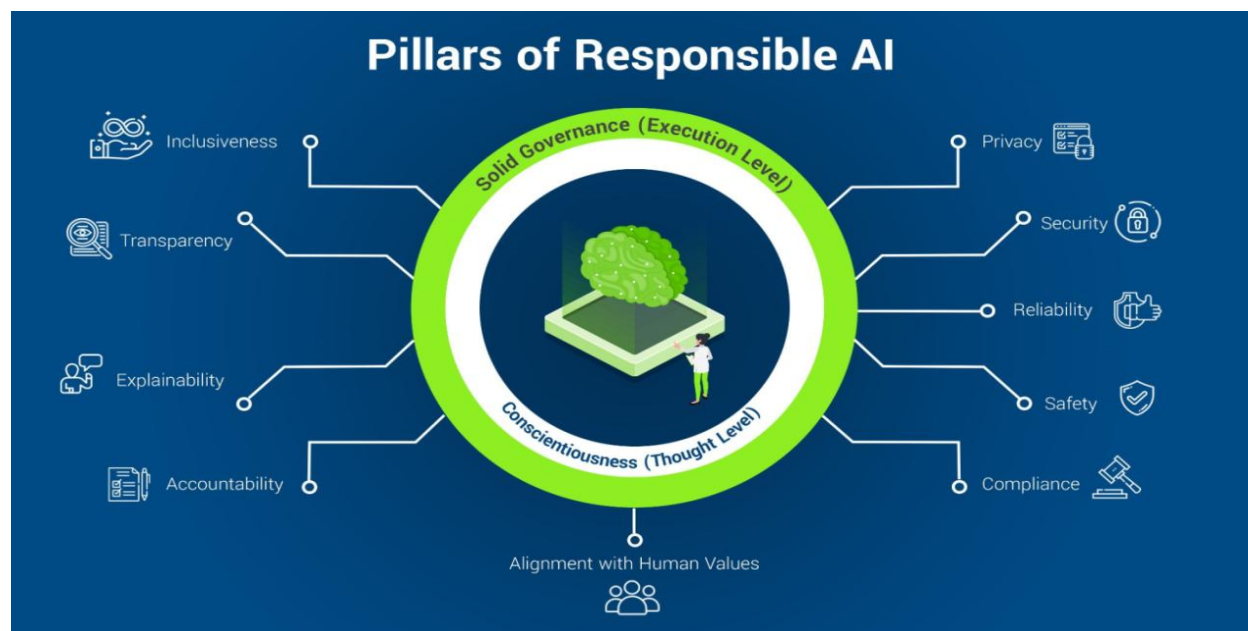 Pillars of Responsible AI
Solid Governance (Execution Level)
Conscientiousness (Thought Level)
Inclusiveness
Transparency
Explainability
Accountability
Privacy
Security
Reliability
Safety
Compliance
Alignment with Human Values